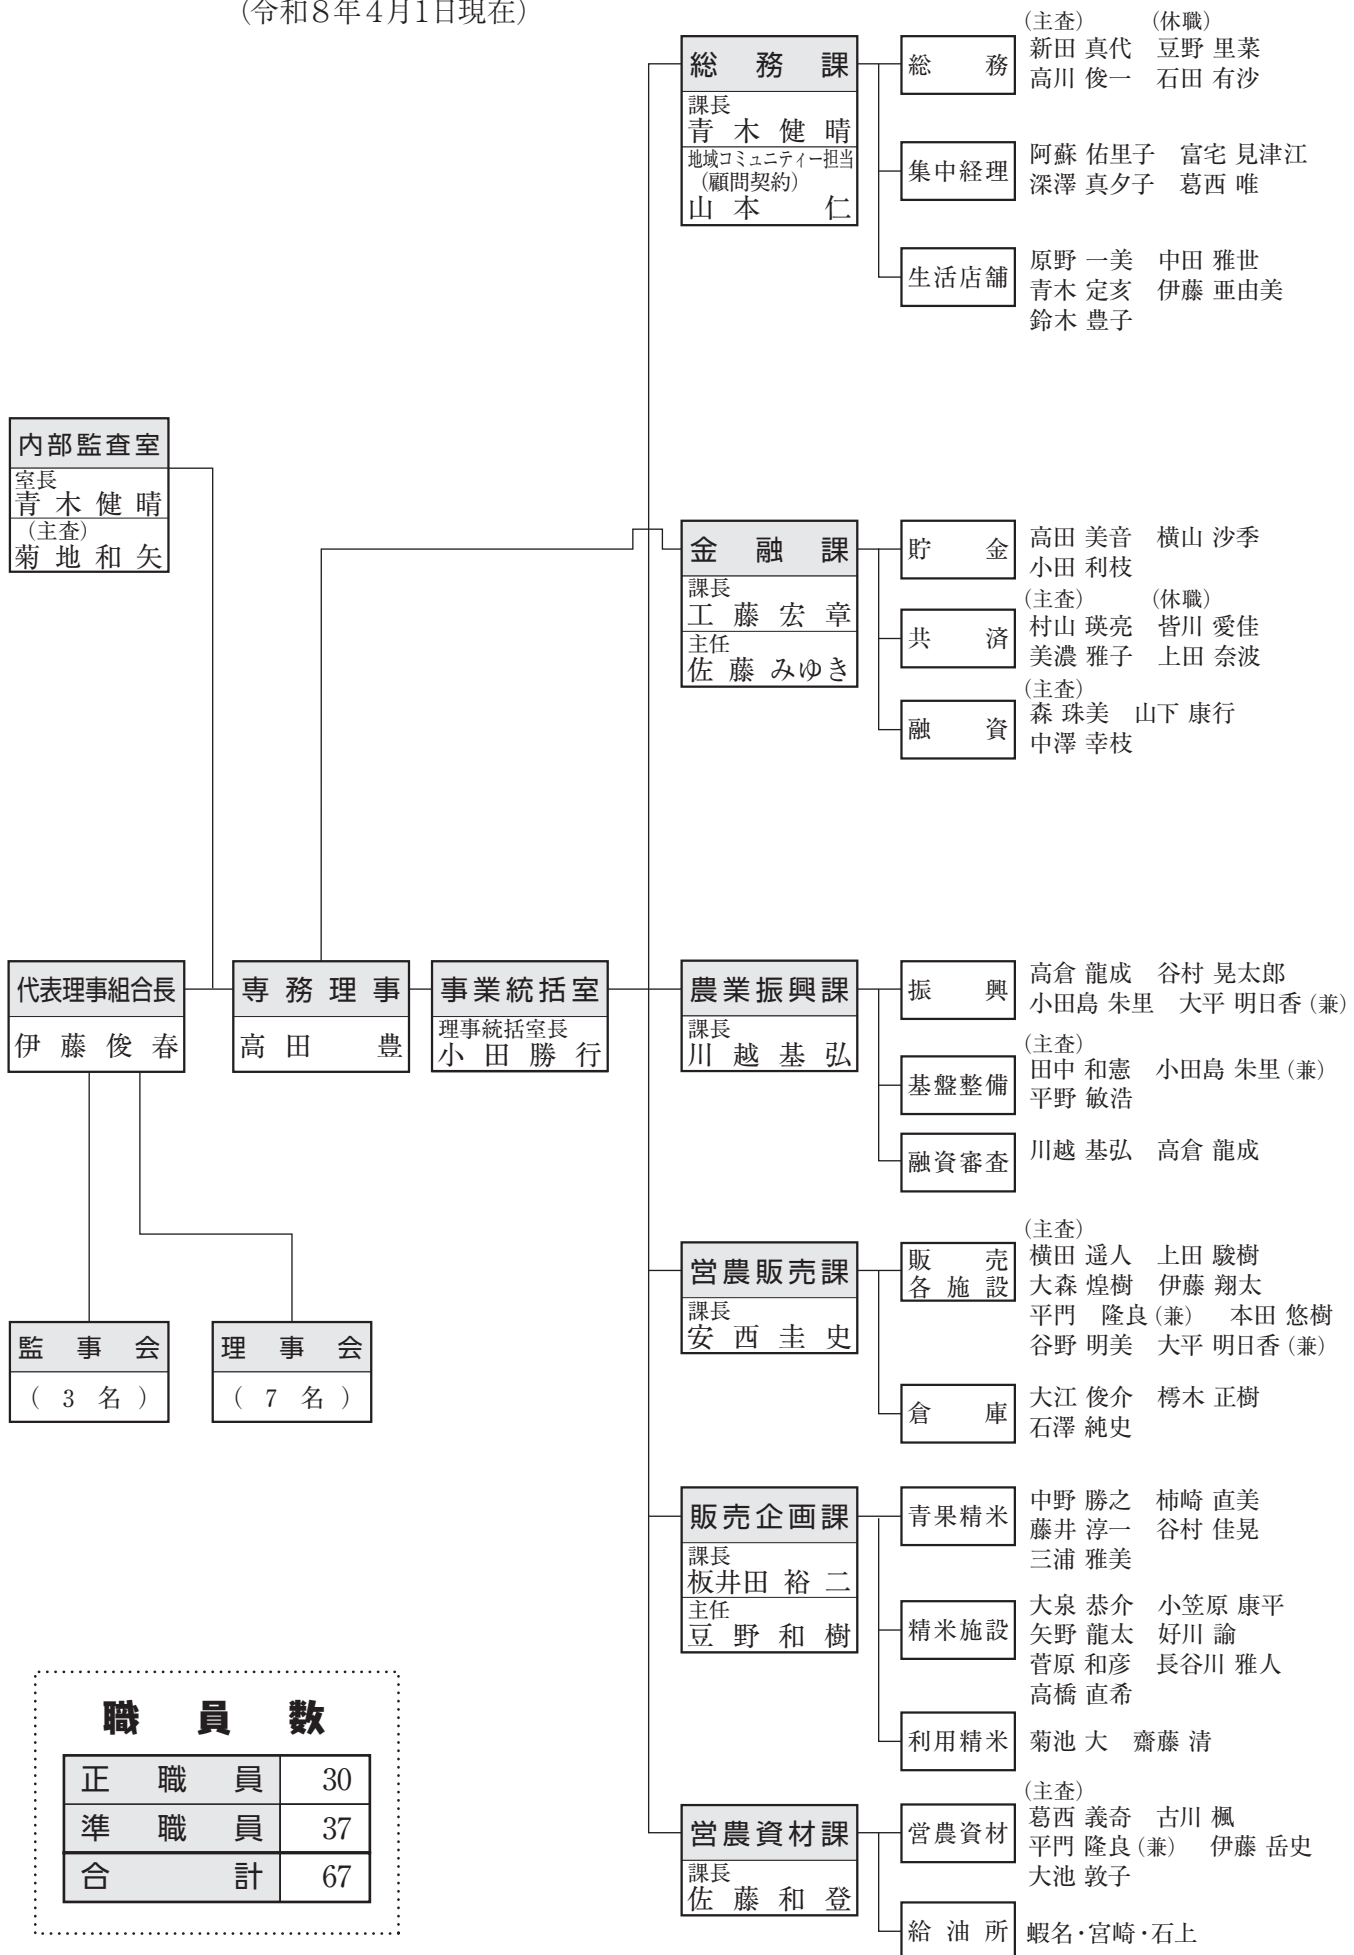 (令和8年4月1日現在)
総務課
課長
青木健晴
地域コミュニティー担当
(顧問契約)
山本 仁
総務
(主査) (休職)
新田 真代 豆野 里菜
高川 俊一 石田 有沙
集中経理
阿蘇 佑里子 富宅 見津江
深澤 真夕子 葛西 唯
生活店舗
原野 一美 中田 雅世
青木 定亥 伊藤 亜由美
鈴木 豊子
内部監査室
室長
青木健晴
(主査)
菊地和矢
金融課
課長
工藤宏章
主任
佐藤みゆき
貯金
高田 美音 横山 沙季
小田 利枝
共済
(主査) (休職)
村山 瑛亮 皆川 愛佳
美濃 雅子 上田 奈波
融資
(主査)
森 珠美 山下 康行
中澤 幸枝
代表理事組合長
伊藤俊春
専務理事
高田 豊
事業統括室
理事統括室長
小田勝行
農業振興課
課長
川越基弘
振興
高倉 龍成 谷村 晃太郎
小田島 朱里 大平 明日香(兼)
基盤整備
(主査)
田中 和憲 小田島 朱里(兼)
平野 敏浩
融資審査
川越 基弘 高倉 龍成
監事会
(3名)
理事会
(7名)
営農販売課
課長
安西圭史
販売
各施設
(主査)
横田 遥人 上田 駿樹
大森 煌樹 伊藤 翔太
平門 隆良(兼) 本田 悠樹
谷野 明美 大平 明日香(兼)
倉庫
大江 俊介 樗木 正樹
石澤 純史
販売企画課
課長
板井田裕二
主任
豆野和樹
青果精米
中野 勝之 柿崎 直美
藤井 淳一 谷村 佳晃
三浦 雅美
精米施設
大泉 恭介 小笠原 康平
矢野 龍太 好川 諭
菅原 和彦 長谷川 雅人
高橋 直希
利用精米
菊池 大 齋藤 清
営農資材課
課長
佐藤和登
営農資材
(主査)
葛西 義奇 古川 楓
平門 隆良(兼) 伊藤 岳史
大池 敦子
給油所
蝦名・宮崎・石上
職員数
正職員 30
準職員 37
合計 67